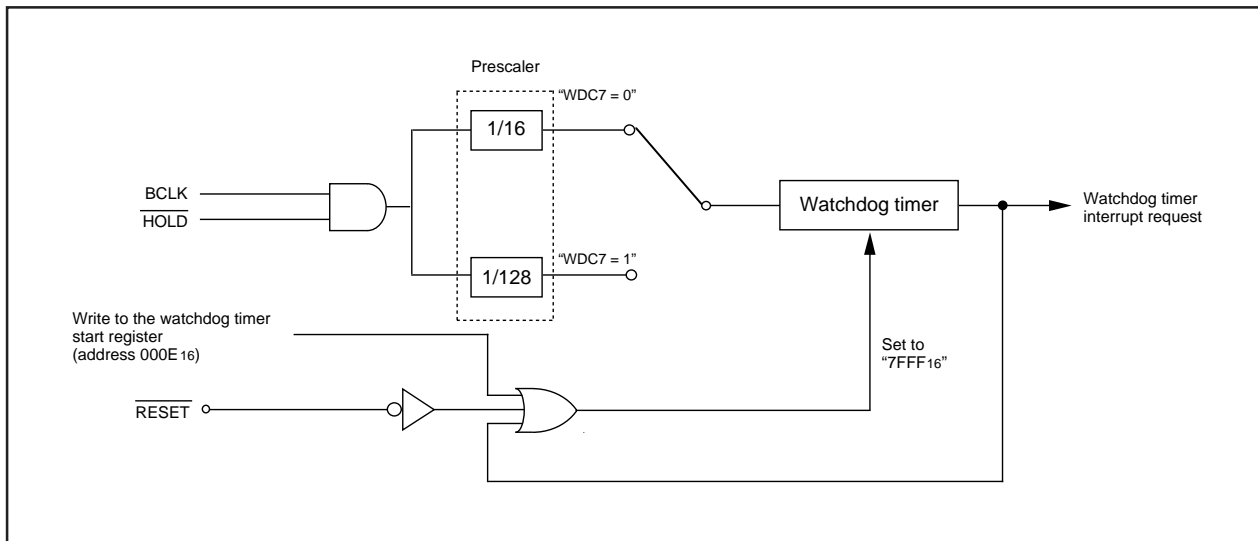 Prescaler
“WDC7 = 0”
1/16
BCLK
HOLD
Watchdog timer
Watchdog timer
interrupt request
“WDC7 = 1”
1/128
Write to the watchdog timer
start register
(address 000E16)
Set to
“7FFF16”
RESET